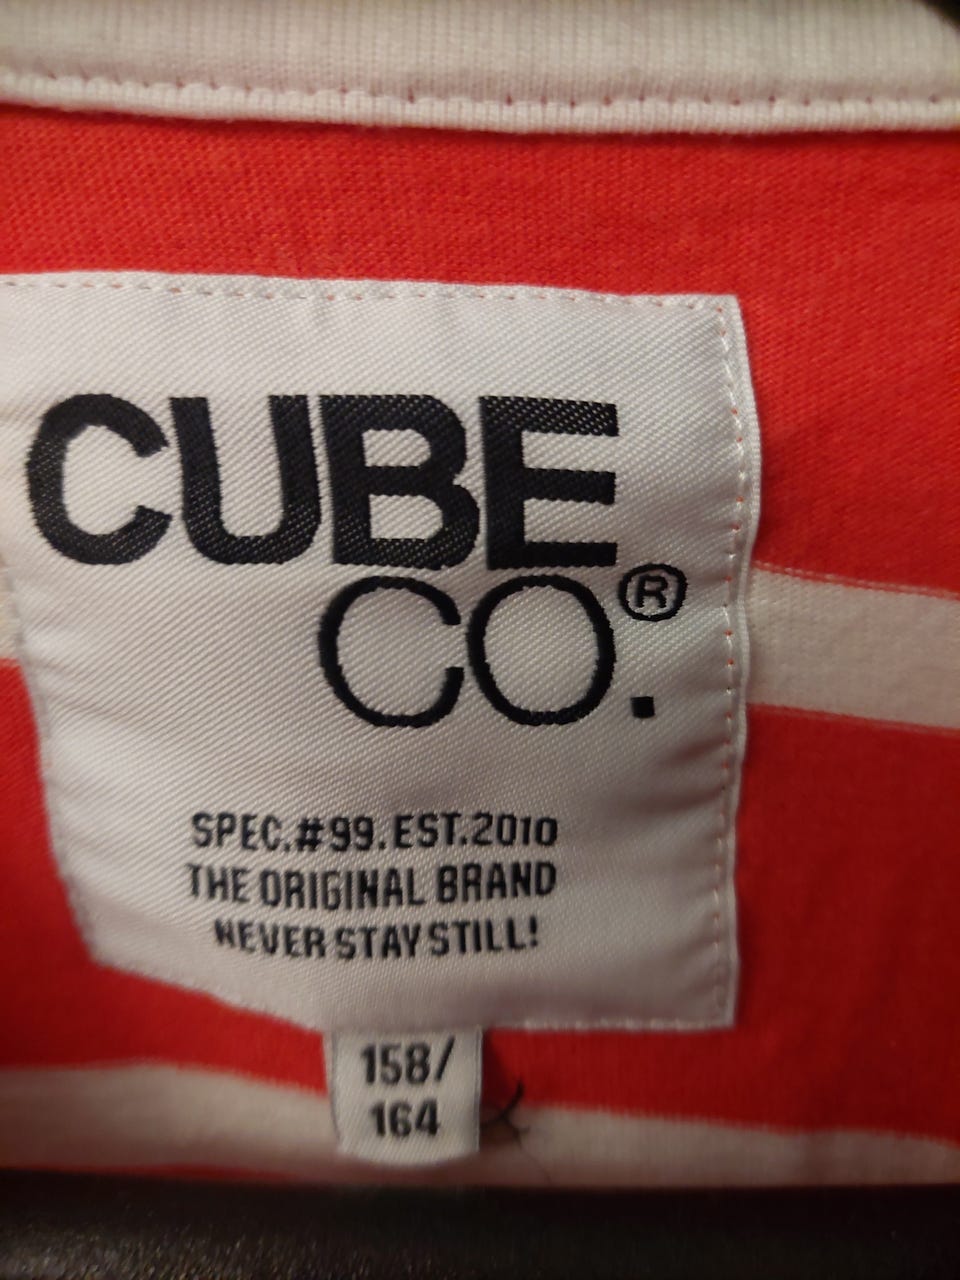 CUBE
CO.®
SPEC.#99.EST.2010
THE ORIGINAL BRAND
NEVER STAY STILL!
158/
164